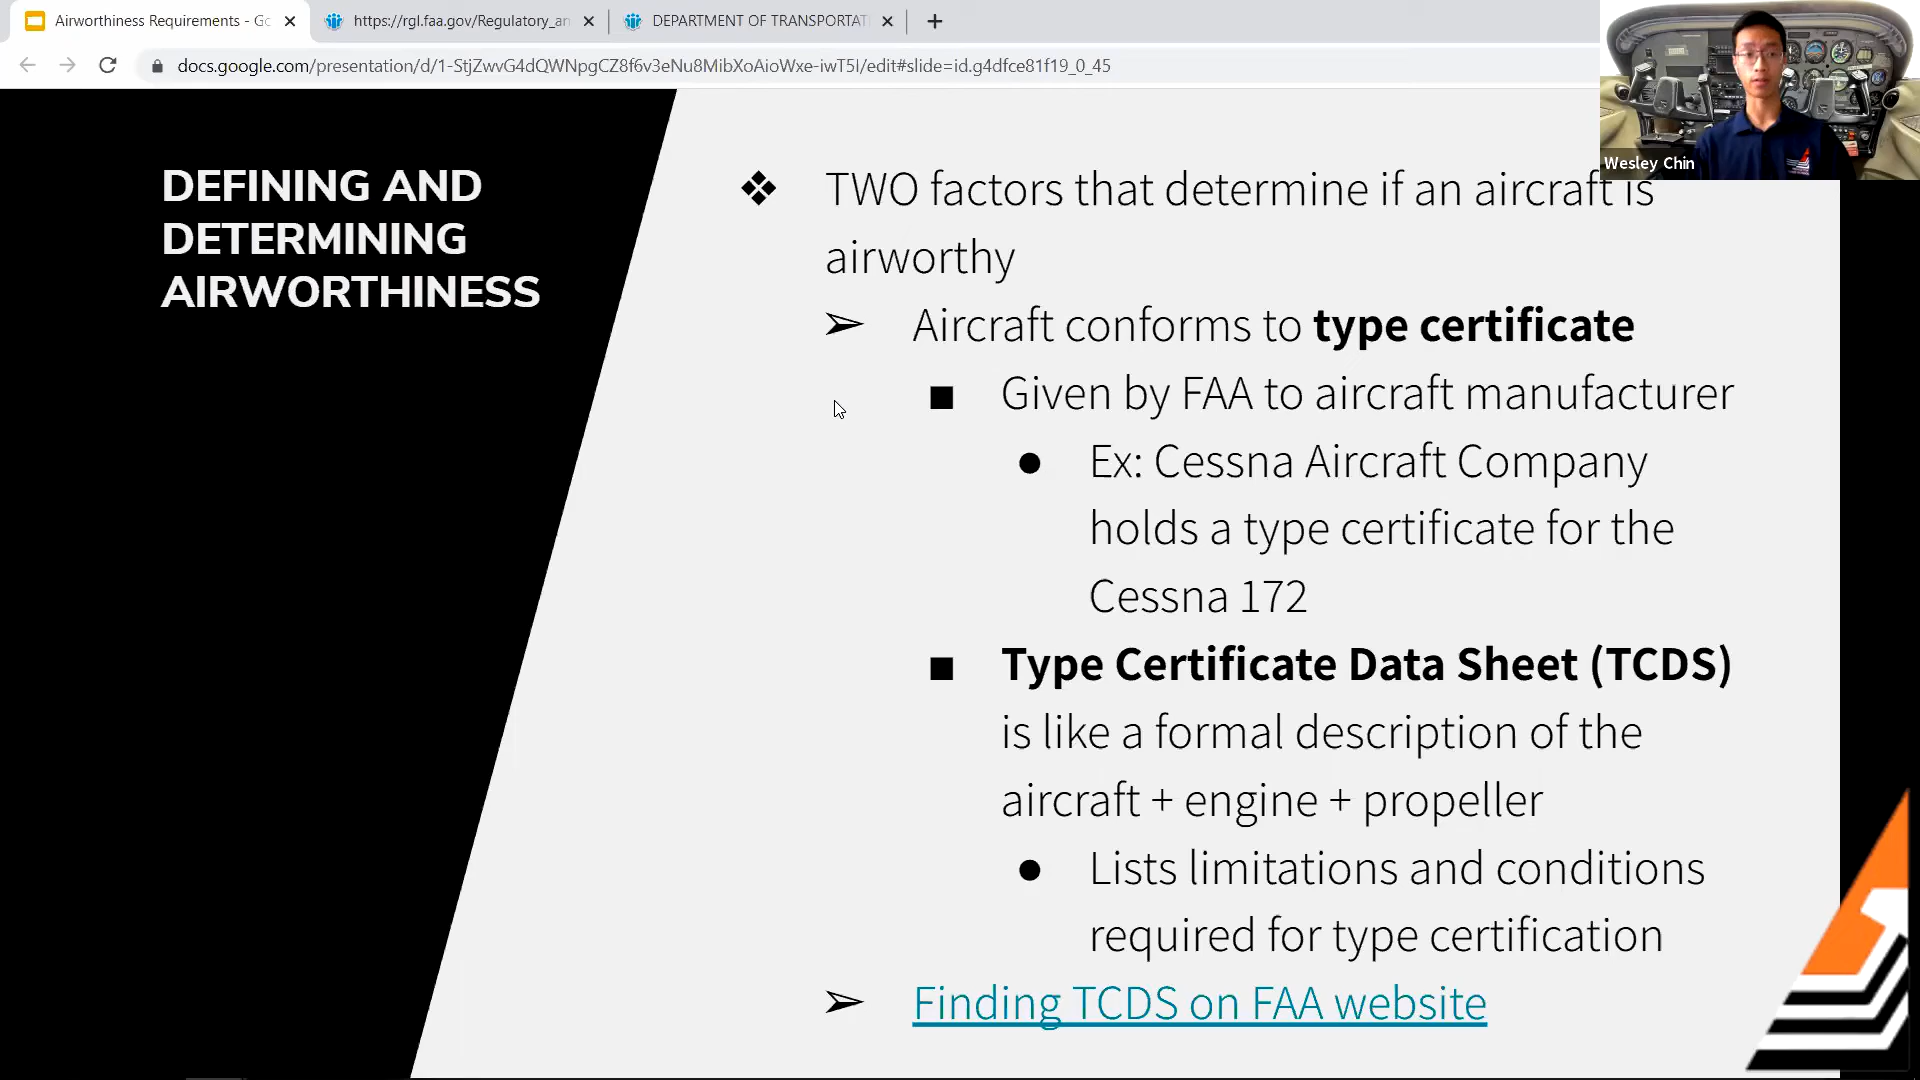 Airworthiness Requirements - Go
https://rgl.faa.gov/Regulatory_an
DEPARTMENT OF TRANSPORTAT
docs.google.com/presentation/d/1-StjZwvG4dQWNpgCZ8f6v3eNu8MibXoAioWxe-iwT5I/edit#slide=id.g4dfce81f19_0_45
Wesley Chin
DEFINING AND
DETERMINING
AIRWORTHINESS
❖ TWO factors that determine if an aircraft is
airworthy
➢ Aircraft conforms to type certificate
■ Given by FAA to aircraft manufacturer
● Ex: Cessna Aircraft Company
holds a type certificate for the
Cessna 172
■ Type Certificate Data Sheet (TCDS)
is like a formal description of the
aircraft + engine + propeller
● Lists limitations and conditions
required for type certification
➢ Finding TCDS on FAA website